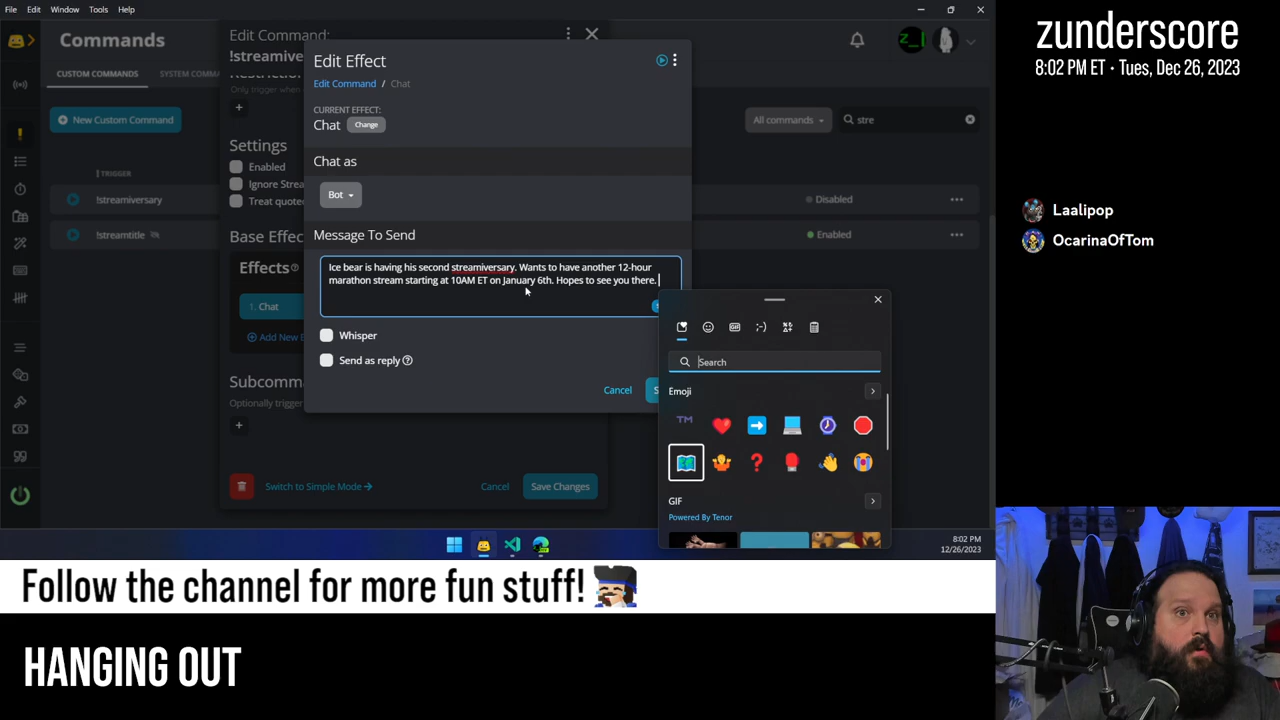 File Edit Window Tools Help
Commands
CUSTOM COMMANDS
SYSTEM COMMA
New Custom Command
All commands
stre
TRIGGER
!streamiversary
Disabled
!streamtitle
Enabled
Edit Command:
!streamive
Restriction
Only trigger when
Settings
Enabled
Ignore Strea
Treat quote
Base Effec
Effects
1. Chat
Add New E
Subcomma
Optionally trigger
Switch to Simple Mode
Cancel
Save Changes
Edit Effect
Edit Command / Chat
CURRENT EFFECT:
Chat Change
Chat as
Bot
Message To Send
Ice bear is having his second streamiversary. Wants to have another 12-hour
marathon stream starting at 10AM ET on January 6th. Hopes to see you there.
Whisper
Send as reply
Cancel
S
Search
Emoji
TM
GIF
Powered By Tenor
8:02 PM
12/26/2023
zunderscore
8:02 PM ET • Tues, Dec 26, 2023
Laalipop
OcarinaOfTom
Follow the channel for more fun stuff!
HANGING OUT